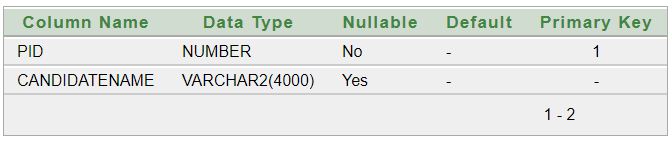 Column Name Data Type Nullable Default Primary Key
PID NUMBER No - 1
CANDIDATENAME VARCHAR2(4000) Yes - -
1 - 2